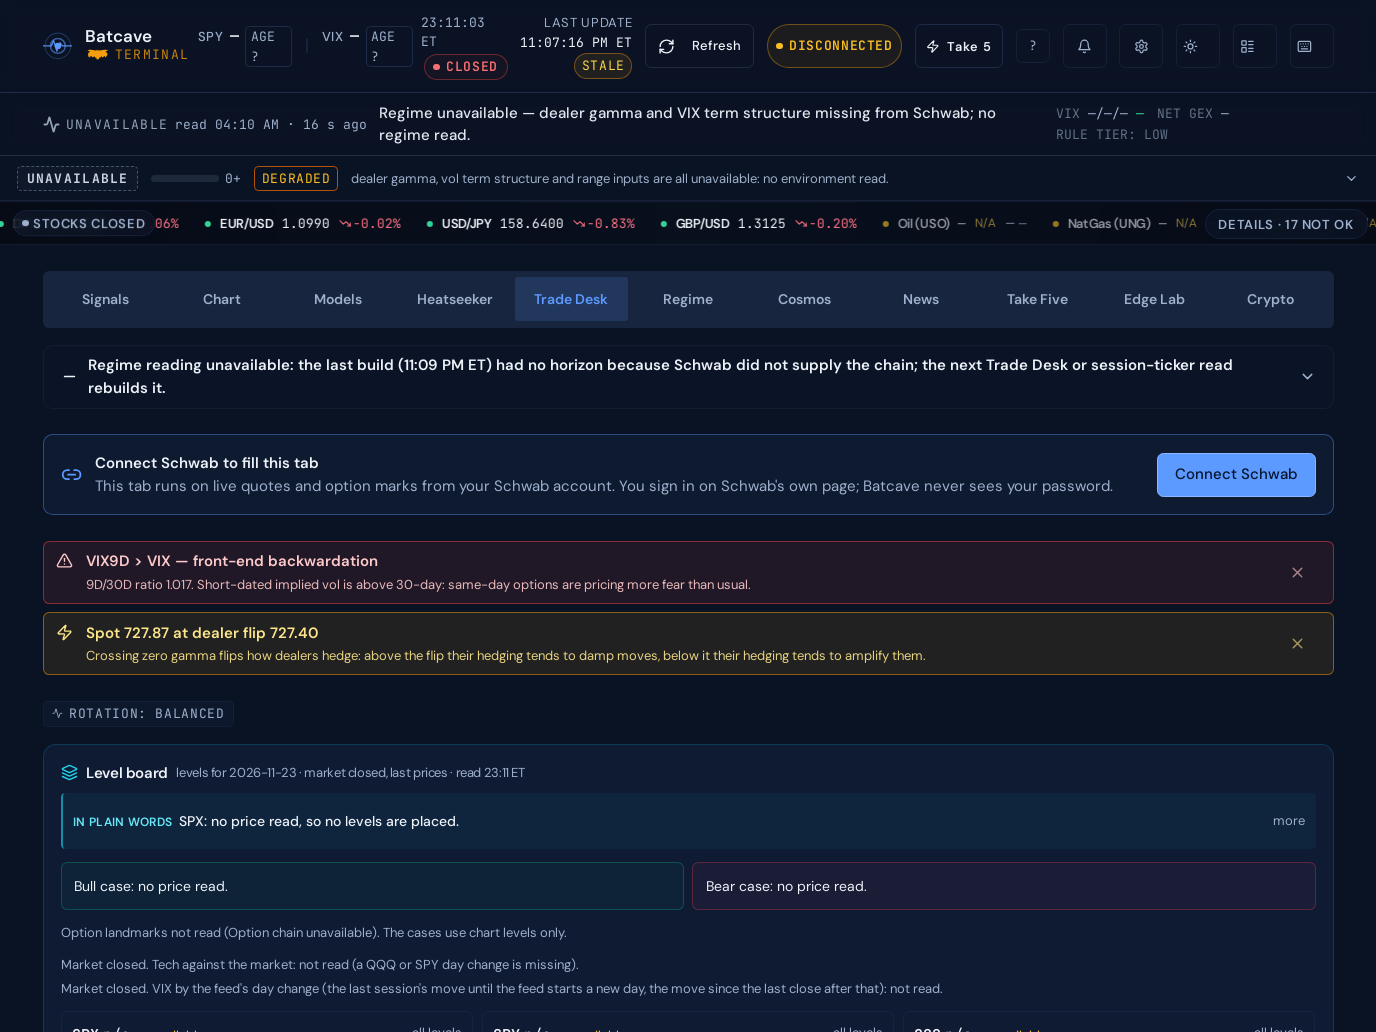 Batcave
TERMINAL
SPY — AGE ?
VIX — AGE ?
23:11:03 ET
CLOSED
LAST UPDATE
11:07:16 PM ET
STALE
Refresh
DISCONNECTED
Take 5
?
UNAVAILABLE read 04:10 AM · 16 s ago
Regime unavailable — dealer gamma and VIX term structure missing from Schwab; no
regime read.
VIX —/—/— — NET GEX —
RULE TIER: LOW
UNAVAILABLE 0+ DEGRADED dealer gamma, vol term structure and range inputs are all unavailable: no environment read.
STOCKS CLOSED 06% EUR/USD 1.0990 -0.02% USD/JPY 158.6400 -0.83% GBP/USD 1.3125 -0.20% Oil (USO) — N/A — — NatGas (UNG) — N/A DETAILS · 17 NOT OK
Signals Chart Models Heatseeker Trade Desk Regime Cosmos News Take Five Edge Lab Crypto
— Regime reading unavailable: the last build (11:09 PM ET) had no horizon because Schwab did not supply the chain; the next Trade Desk or session-ticker read
rebuilds it.
Connect Schwab to fill this tab
This tab runs on live quotes and option marks from your Schwab account. You sign in on Schwab's own page; Batcave never sees your password.
Connect Schwab
VIX9D > VIX — front-end backwardation
9D/30D ratio 1.017. Short-dated implied vol is above 30-day: same-day options are pricing more fear than usual.
Spot 727.87 at dealer flip 727.40
Crossing zero gamma flips how dealers hedge: above the flip their hedging tends to damp moves, below it their hedging tends to amplify them.
ROTATION: BALANCED
Level board levels for 2026-11-23 · market closed, last prices · read 23:11 ET
IN PLAIN WORDS SPX: no price read, so no levels are placed.
more
Bull case: no price read.
Bear case: no price read.
Option landmarks not read (Option chain unavailable). The cases use chart levels only.
Market closed. Tech against the market: not read (a QQQ or SPY day change is missing).
Market closed. VIX by the feed's day change (the last session's move until the feed starts a new day, the move since the last close after that): not read.